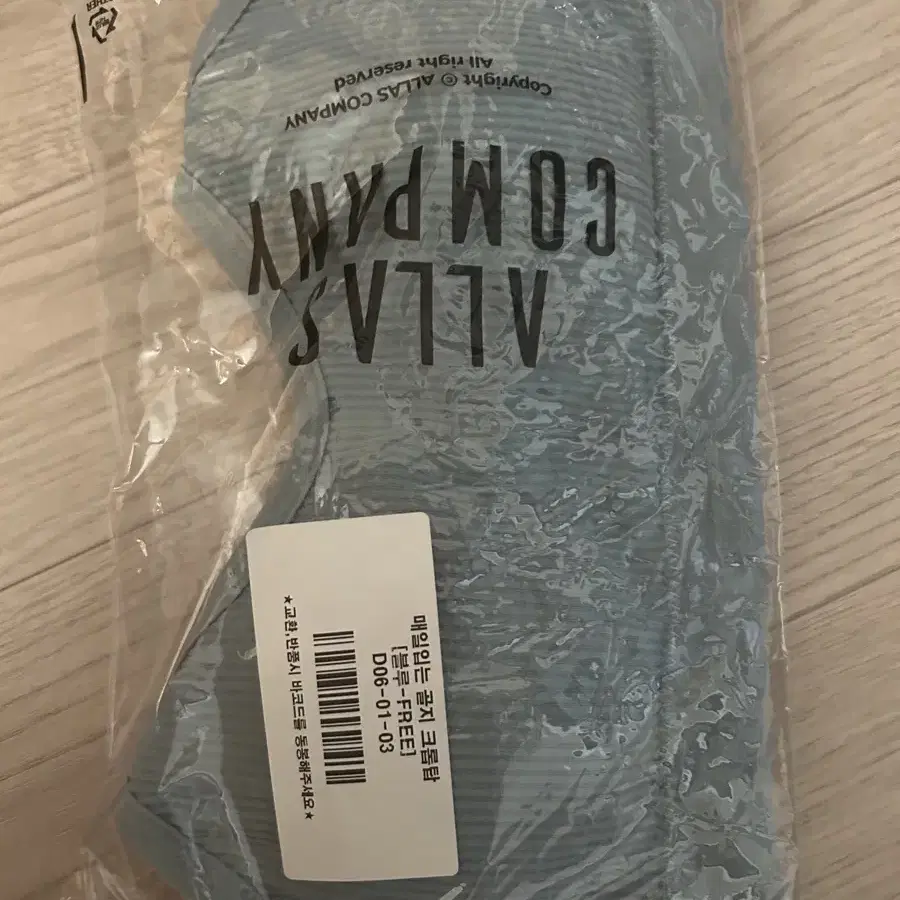 ALLAS
COMPANY
Copyright © ALLAS COMPANY
All right reserved
매일입는 골지 크롭탑
[블루-FREE]
D06-01-03
★교환,반품시 바코드를 동봉해주세요★